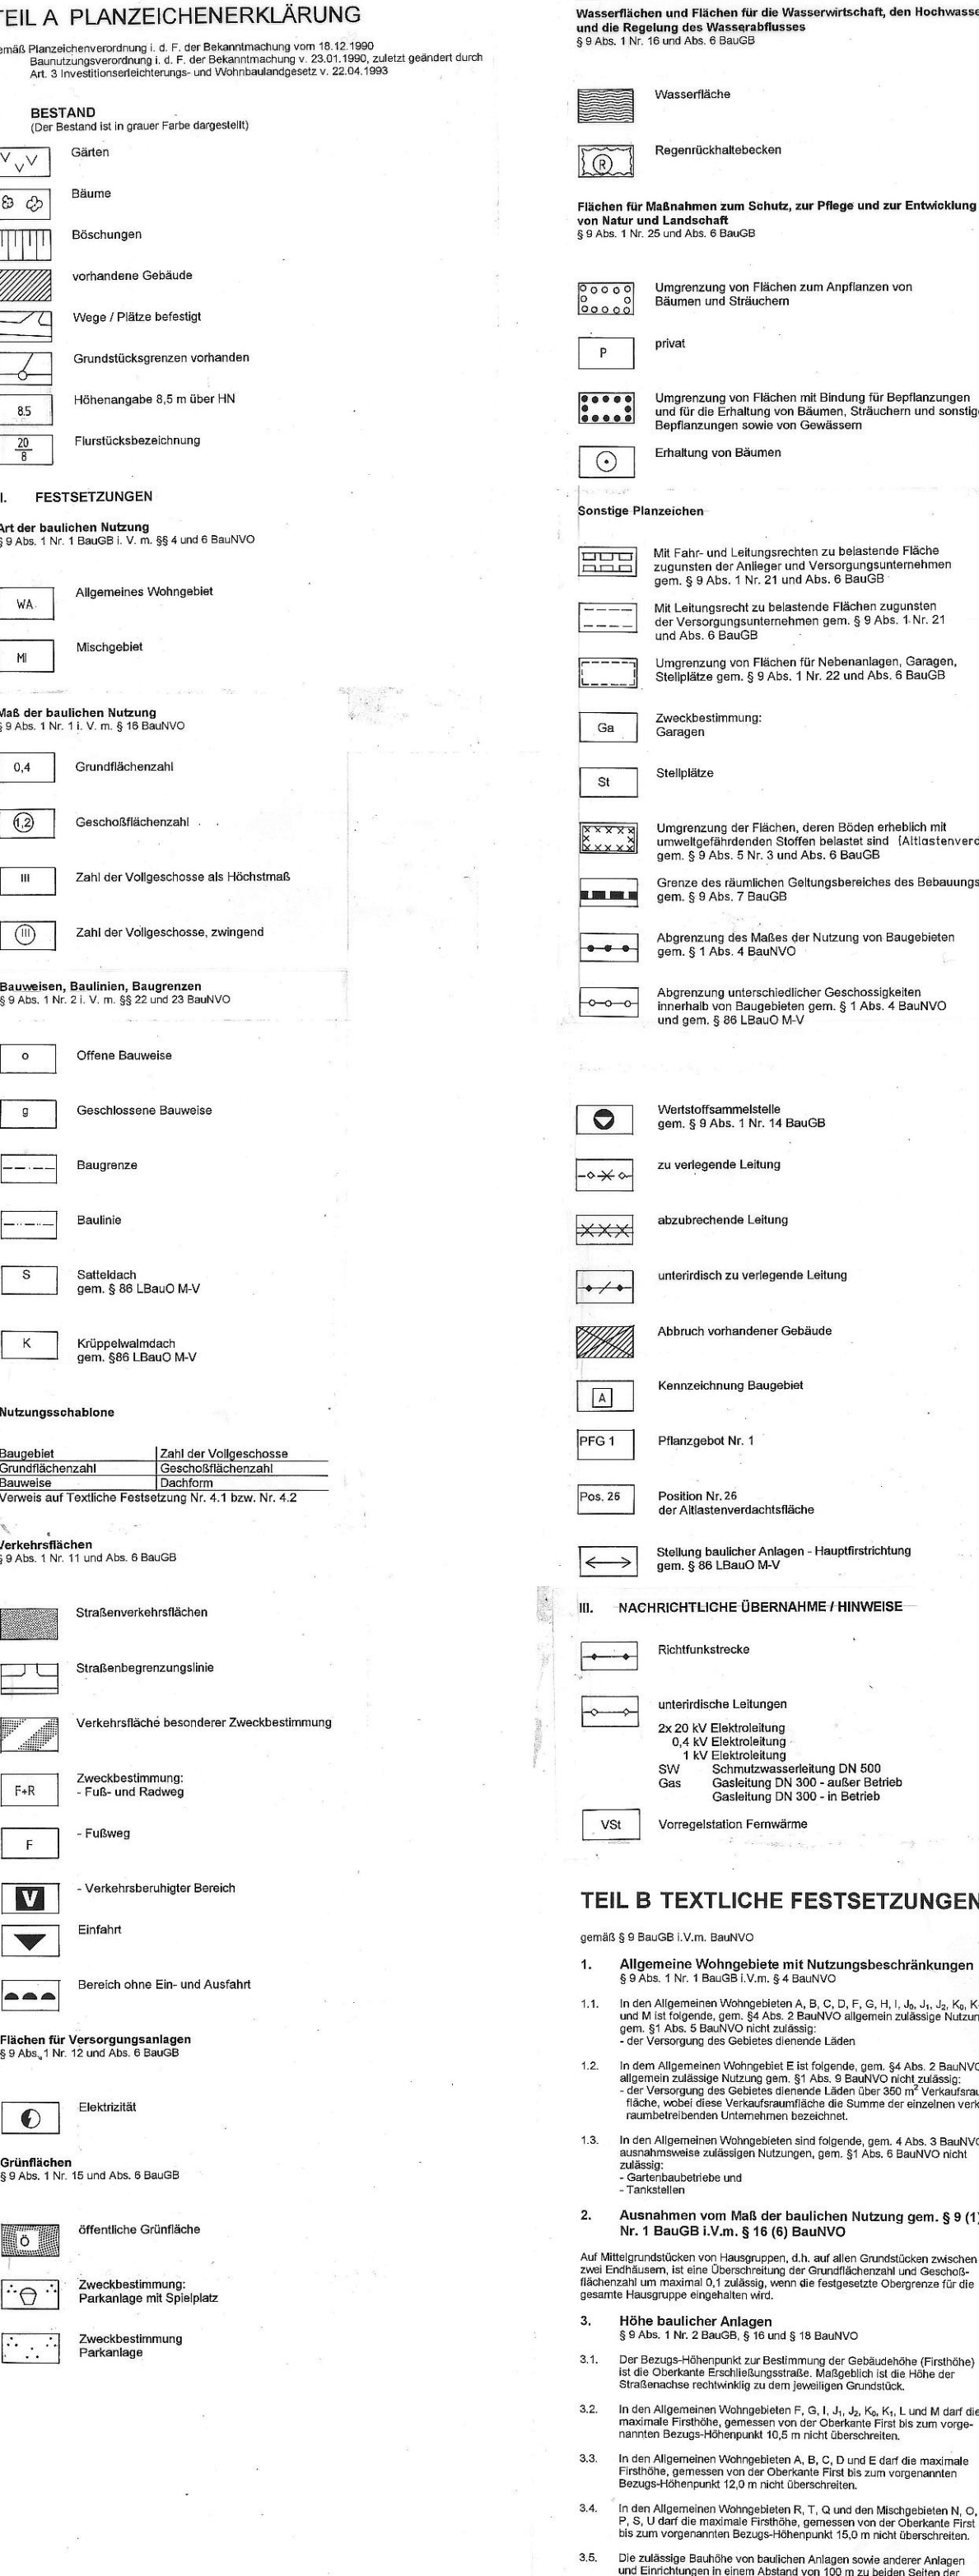 TEIL A PLANZEICHENERKLÄRUNG
emäß Planzeichenverordnung i. d. F. der Bekanntmachung vom 18.12.1990
Baunutzungsverordnung i. d. F. der Bekanntmachung v. 23.01.1990, zuletzt geändert durch
Art. 3 Investitionserleichterungs- und Wohnbaulandgesetz v. 22.04.1993
BESTAND
(Der Bestand ist in grauer Farbe dargestellt)
Gärten
Bäume
Böschungen
vorhandene Gebäude
Wege / Plätze befestigt
Grundstücksgrenzen vorhanden
8.5 Höhenangabe 8,5 m über HN
20
8
Flurstücksbezeichnung
I. FESTSETZUNGEN
Art der baulichen Nutzung
§ 9 Abs. 1 Nr. 1 BauGB i. V. m. §§ 4 und 6 BauNVO
WA Allgemeines Wohngebiet
MI Mischgebiet
Maß der baulichen Nutzung
§ 9 Abs. 1 Nr. 1 i. V. m. § 16 BauNVO
0,4 Grundflächenzahl
1,2 Geschoßflächenzahl
III Zahl der Vollgeschosse als Höchstmaß
III Zahl der Vollgeschosse, zwingend
Bauweisen, Baulinien, Baugrenzen
§ 9 Abs. 1 Nr. 2 i. V. m. §§ 22 und 23 BauNVO
o Offene Bauweise
g Geschlossene Bauweise
Baugrenze
Baulinie
S Satteldach
gem. § 86 LBauO M-V
K Krüppelwalmdach
gem. §86 LBauO M-V
Nutzungsschablone
Baugebiet Zahl der Vollgeschosse
Grundflächenzahl Geschoßflächenzahl
Bauweise Dachform
Verweis auf Textliche Festsetzung Nr. 4.1 bzw. Nr. 4.2
Verkehrsflächen
§ 9 Abs. 1 Nr. 11 und Abs. 6 BauGB
Straßenverkehrsflächen
Straßenbegrenzungslinie
Verkehrsfläche besonderer Zweckbestimmung
F+R Zweckbestimmung:
- Fuß- und Radweg
F - Fußweg
V - Verkehrsberuhigter Bereich
Einfahrt
Bereich ohne Ein- und Ausfahrt
Flächen für Versorgungsanlagen
§ 9 Abs. 1 Nr. 12 und Abs. 6 BauGB
Elektrizität
Grünflächen
§ 9 Abs. 1 Nr. 15 und Abs. 6 BauGB
Ö öffentliche Grünfläche
Zweckbestimmung:
Parkanlage mit Spielplatz
Zweckbestimmung
Parkanlage
Wasserflächen und Flächen für die Wasserwirtschaft, den Hochwasse
und die Regelung des Wasserabflusses
§ 9 Abs. 1 Nr. 16 und Abs. 6 BauGB
Wasserfläche
R Regenrückhaltebecken
Flächen für Maßnahmen zum Schutz, zur Pflege und zur Entwicklung
von Natur und Landschaft
§ 9 Abs. 1 Nr. 25 und Abs. 6 BauGB
Umgrenzung von Flächen zum Anpflanzen von
Bäumen und Sträuchern
P privat
Umgrenzung von Flächen mit Bindung für Bepflanzungen
und für die Erhaltung von Bäumen, Sträuchern und sonstig
Bepflanzungen sowie von Gewässern
Erhaltung von Bäumen
Sonstige Planzeichen
Mit Fahr- und Leitungsrechten zu belastende Fläche
zugunsten der Anlieger und Versorgungsunternehmen
gem. § 9 Abs. 1 Nr. 21 und Abs. 6 BauGB
Mit Leitungsrecht zu belastende Flächen zugunsten
der Versorgungsunternehmen gem. § 9 Abs. 1 Nr. 21
und Abs. 6 BauGB
Umgrenzung von Flächen für Nebenanlagen, Garagen,
Stellplätze gem. § 9 Abs. 1 Nr. 22 und Abs. 6 BauGB
Ga Zweckbestimmung:
Garagen
St Stellplätze
Umgrenzung der Flächen, deren Böden erheblich mit
umweltgefährdenden Stoffen belastet sind (Altlastenverd
gem. § 9 Abs. 5 Nr. 3 und Abs. 6 BauGB
Grenze des räumlichen Geltungsbereiches des Bebauungs
gem. § 9 Abs. 7 BauGB
Abgrenzung des Maßes der Nutzung von Baugebieten
gem. § 1 Abs. 4 BauNVO
Abgrenzung unterschiedlicher Geschossigkeiten
innerhalb von Baugebieten gem. § 1 Abs. 4 BauNVO
und gem. § 86 LBauO M-V
Wertstoffsammelstelle
gem. § 9 Abs. 1 Nr. 14 BauGB
zu verlegende Leitung
abzubrechende Leitung
unterirdisch zu verlegende Leitung
Abbruch vorhandener Gebäude
A Kennzeichnung Baugebiet
PFG 1 Pflanzgebot Nr. 1
Pos. 26 Position Nr. 26
der Altlastenverdachtsfläche
Stellung baulicher Anlagen - Hauptfirstrichtung
gem. § 86 LBauO M-V
III. NACHRICHTLICHE ÜBERNAHME / HINWEISE
Richtfunkstrecke
unterirdische Leitungen
2x 20 kV Elektroleitung
0,4 kV Elektroleitung
1 kV Elektroleitung
SW Schmutzwasserleitung DN 500
Gas Gasleitung DN 300 - außer Betrieb
Gasleitung DN 300 - in Betrieb
VSt Vorregelstation Fernwärme
TEIL B TEXTLICHE FESTSETZUNGEN
gemäß § 9 BauGB i.V.m. BauNVO
1. Allgemeine Wohngebiete mit Nutzungsbeschränkungen
§ 9 Abs. 1 Nr. 1 BauGB i.V.m. § 4 BauNVO
1.1. In den Allgemeinen Wohngebieten A, B, C, D, F, G, H, I, J₀, J₁, J₂, K₀, K
und M ist folgende, gem. §4 Abs. 2 BauNVO allgemein zulässige Nutzun
gem. §1 Abs. 5 BauNVO nicht zulässig:
- der Versorgung des Gebietes dienende Läden
1.2. In dem Allgemeinen Wohngebiet E ist folgende, gem. §4 Abs. 2 BauNVO
allgemein zulässige Nutzung gem. §1 Abs. 9 BauNVO nicht zulässig:
- der Versorgung des Gebietes dienende Läden über 350 m² Verkaufsrau
fläche, wobei diese Verkaufsraumfläche die Summe der einzelnen verk
raumbetreibenden Unternehmen bezeichnet.
1.3. In den Allgemeinen Wohngebieten sind folgende, gem. 4 Abs. 3 BauNVO
ausnahmsweise zulässigen Nutzungen, gem. §1 Abs. 6 BauNVO nicht
zulässig:
- Gartenbaubetriebe und
- Tankstellen
2. Ausnahmen vom Maß der baulichen Nutzung gem. § 9 (1)
Nr. 1 BauGB i.V.m. § 16 (6) BauNVO
Auf Mittelgrundstücken von Hausgruppen, d.h. auf allen Grundstücken zwischen
zwei Endhäusern, ist eine Überschreitung der Grundflächenzahl und Geschoß-
flächenzahl um maximal 0,1 zulässig, wenn die festgesetzte Obergrenze für die
gesamte Hausgruppe eingehalten wird.
3. Höhe baulicher Anlagen
§ 9 Abs. 1 Nr. 2 BauGB, § 16 und § 18 BauNVO
3.1. Der Bezugs-Höhenpunkt zur Bestimmung der Gebäudehöhe (Firsthöhe)
ist die Oberkante Erschließungsstraße. Maßgeblich ist die Höhe der
Straßenachse rechtwinklig zu dem jeweiligen Grundstück.
3.2. In den Allgemeinen Wohngebieten F, G, I, J₁, J₂, K₀, K₁, L und M darf die
maximale Firsthöhe, gemessen von der Oberkante First bis zum vorge-
nannten Bezugs-Höhenpunkt 10,5 m nicht überschreiten.
3.3. In den Allgemeinen Wohngebieten A, B, C, D und E darf die maximale
Firsthöhe, gemessen von der Oberkante First bis zum vorgenannten
Bezugs-Höhenpunkt 12,0 m nicht überschreiten.
3.4. In den Allgemeinen Wohngebieten R, T, Q und den Mischgebieten N, O,
P, S, U darf die maximale Firsthöhe, gemessen von der Oberkante First
bis zum vorgenannten Bezugs-Höhenpunkt 15,0 m nicht überschreiten.
3.5. Die zulässige Bauhöhe von baulichen Anlagen sowie anderer Anlagen
und Einrichtungen in einem Abstand von 100 m zu beiden Seiten der